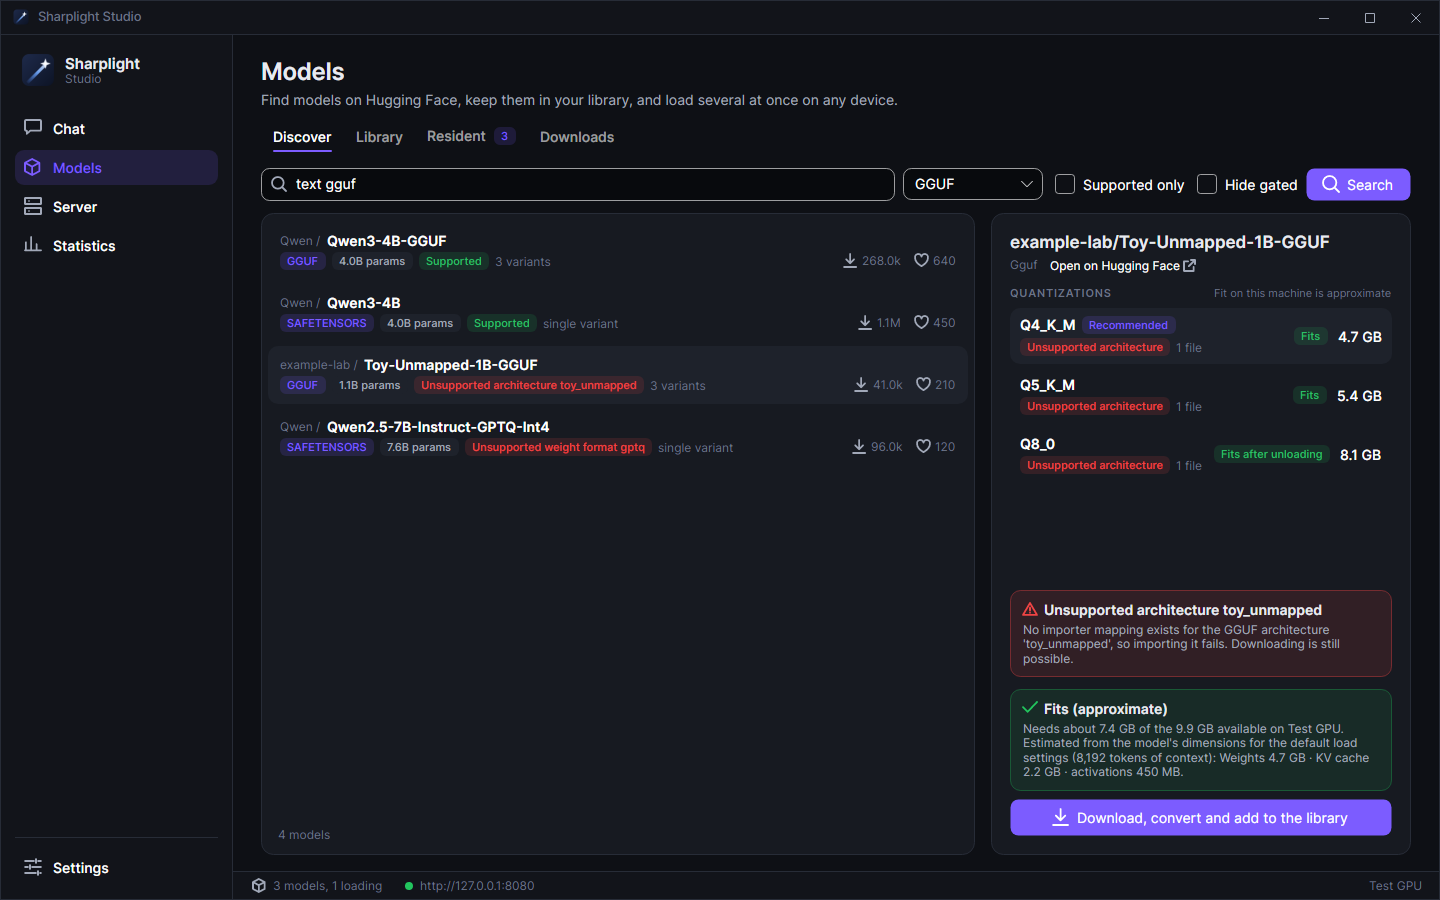 Sharplight Studio
Sharplight
Studio
Chat
Models
Server
Statistics
Settings
Models
Find models on Hugging Face, keep them in your library, and load several at once on any device.
Discover Library Resident 3 Downloads
text gguf GGUF Supported only Hide gated Search
Qwen / Qwen3-4B-GGUF
GGUF 4.0B params Supported 3 variants 268.0k 640
Qwen / Qwen3-4B
SAFETENSORS 4.0B params Supported single variant 1.1M 450
example-lab / Toy-Unmapped-1B-GGUF
GGUF 1.1B params Unsupported architecture toy_unmapped 3 variants 41.0k 210
Qwen / Qwen2.5-7B-Instruct-GPTQ-Int4
SAFETENSORS 7.6B params Unsupported weight format gptq single variant 96.0k 120
4 models
example-lab/Toy-Unmapped-1B-GGUF
Gguf Open on Hugging Face
QUANTIZATIONS Fit on this machine is approximate
Q4_K_M Recommended
Unsupported architecture 1 file Fits 4.7 GB
Q5_K_M
Unsupported architecture 1 file Fits 5.4 GB
Q8_0
Unsupported architecture 1 file Fits after unloading 8.1 GB
Unsupported architecture toy_unmapped
No importer mapping exists for the GGUF architecture
'toy_unmapped', so importing it fails. Downloading is still
possible.
Fits (approximate)
Needs about 7.4 GB of the 9.9 GB available on Test GPU.
Estimated from the model's dimensions for the default load
settings (8,192 tokens of context): Weights 4.7 GB · KV cache
2.2 GB · activations 450 MB.
Download, convert and add to the library
3 models, 1 loading http://127.0.0.1:8080 Test GPU